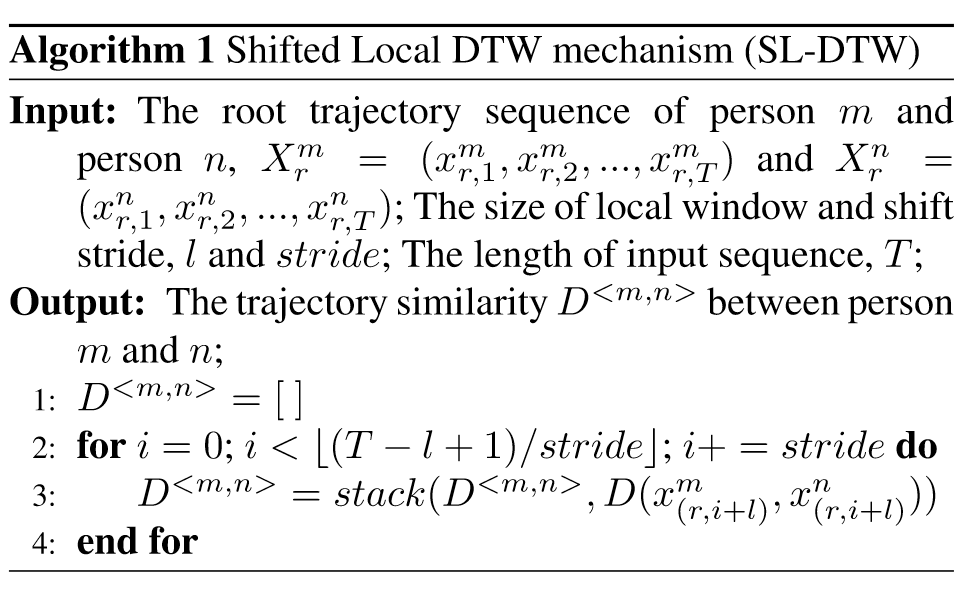 Algorithm 1 Shifted Local DTW mechanism (SL-DTW)
Input: The root trajectory sequence of person m and
person n, X_r^m = (x_{r,1}^m, x_{r,2}^m, ..., x_{r,T}^m) and X_r^n =
(x_{r,1}^n, x_{r,2}^n, ..., x_{r,T}^n); The size of local window and shift
stride, l and stride; The length of input sequence, T;
Output: The trajectory similarity D^{<m,n>} between person
m and n;
1: D^{<m,n>} = [ ]
2: for i = 0; i < ⌊(T − l + 1)/stride⌋; i+ = stride do
3: D^{<m,n>} = stack(D^{<m,n>}, D(x_{(r,i+l)}^m, x_{(r,i+l)}^n))
4: end for